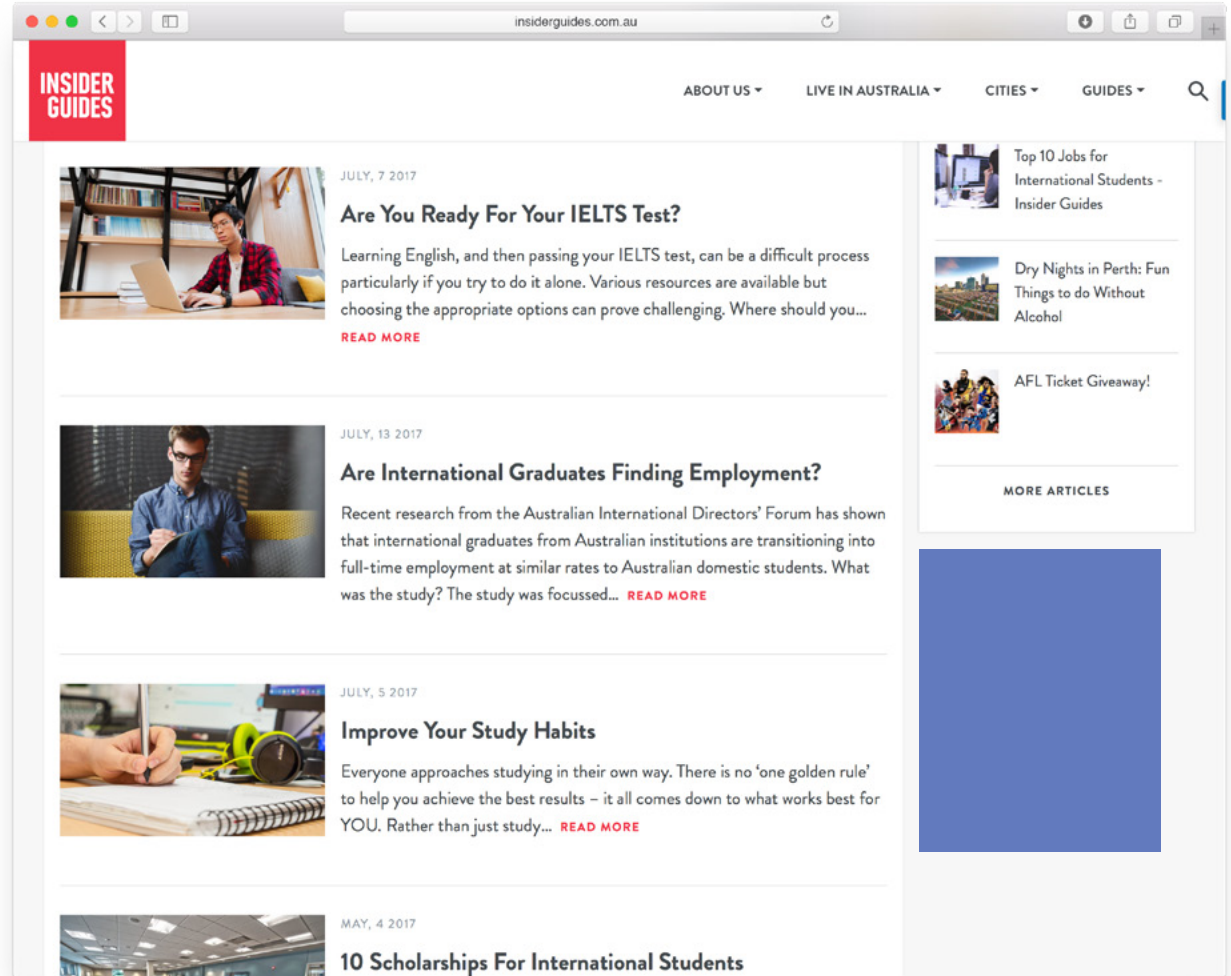 insiderguides.com.au
INSIDER
GUIDES
ABOUT US
LIVE IN AUSTRALIA
CITIES
GUIDES
JULY, 7 2017
Are You Ready For Your IELTS Test?
Learning English, and then passing your IELTS test, can be a difficult process
particularly if you try to do it alone. Various resources are available but
choosing the appropriate options can prove challenging. Where should you...
READ MORE
JULY, 13 2017
Are International Graduates Finding Employment?
Recent research from the Australian International Directors' Forum has shown
that international graduates from Australian institutions are transitioning into
full-time employment at similar rates to Australian domestic students. What
was the study? The study was focussed... READ MORE
JULY, 5 2017
Improve Your Study Habits
Everyone approaches studying in their own way. There is no 'one golden rule'
to help you achieve the best results – it all comes down to what works best for
YOU. Rather than just study... READ MORE
MAY, 4 2017
10 Scholarships For International Students
Top 10 Jobs for
International Students -
Insider Guides
Dry Nights in Perth: Fun
Things to do Without
Alcohol
AFL Ticket Giveaway!
MORE ARTICLES